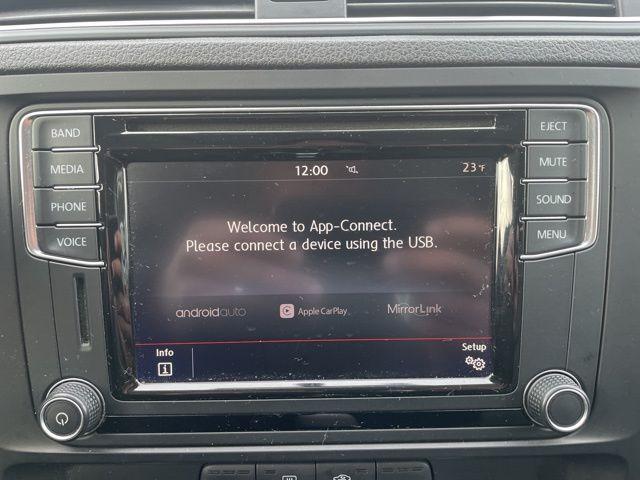 BAND
MEDIA
PHONE
VOICE
EJECT
MUTE
SOUND
MENU
12:00
23°F
Welcome to App-Connect.
Please connect a device using the USB.
androidauto
Apple CarPlay
MirrorLink
Info
i
Setup